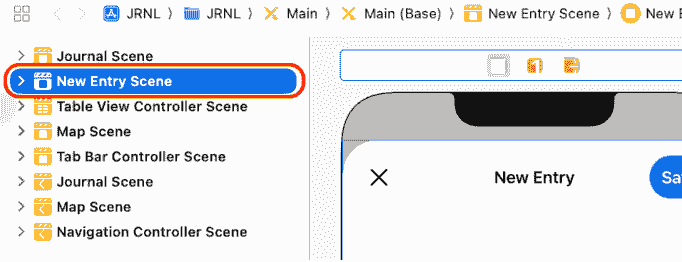 JRNL JRNL Main Main (Base) New Entry Scene New E
Journal Scene
New Entry Scene
Table View Controller Scene
Map Scene
Tab Bar Controller Scene
Journal Scene
Map Scene
Navigation Controller Scene
New Entry
Sa